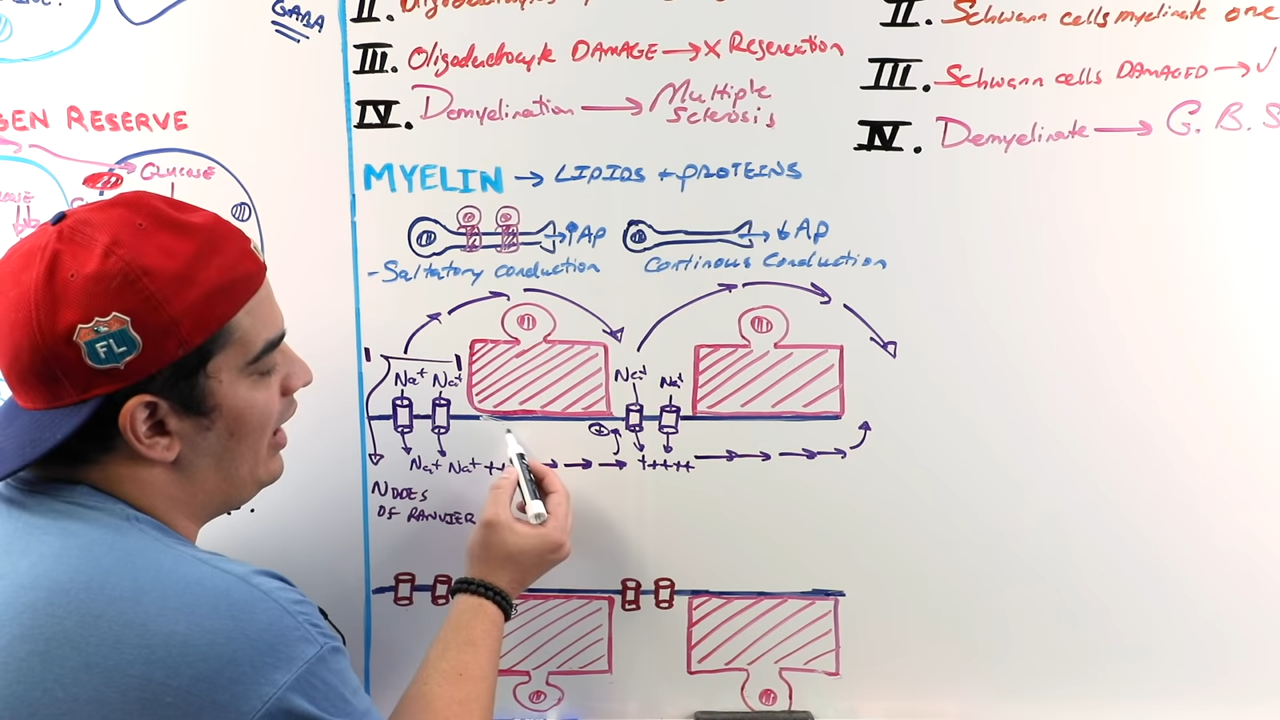 GABA
II.
III. Oligodendrocyte DAMAGE → X Regeneration
IV. Demyelination → Multiple Sclerosis
II. Schwann cells myelinate one
III. Schwann cells DAMAGED → ✓
IV. Demyelinate → G. B. S
GEN RESERVE
GLUCOSE
MYELIN → LIPIDS + PROTEINS
→ ↑AP
→ ↓ AP
- Saltatory conduction
Continous Conduction
Na+ Na+
Na+ Na+
FL
+
Na+ Na+ ++
+++++
NODES
OF RANVIER